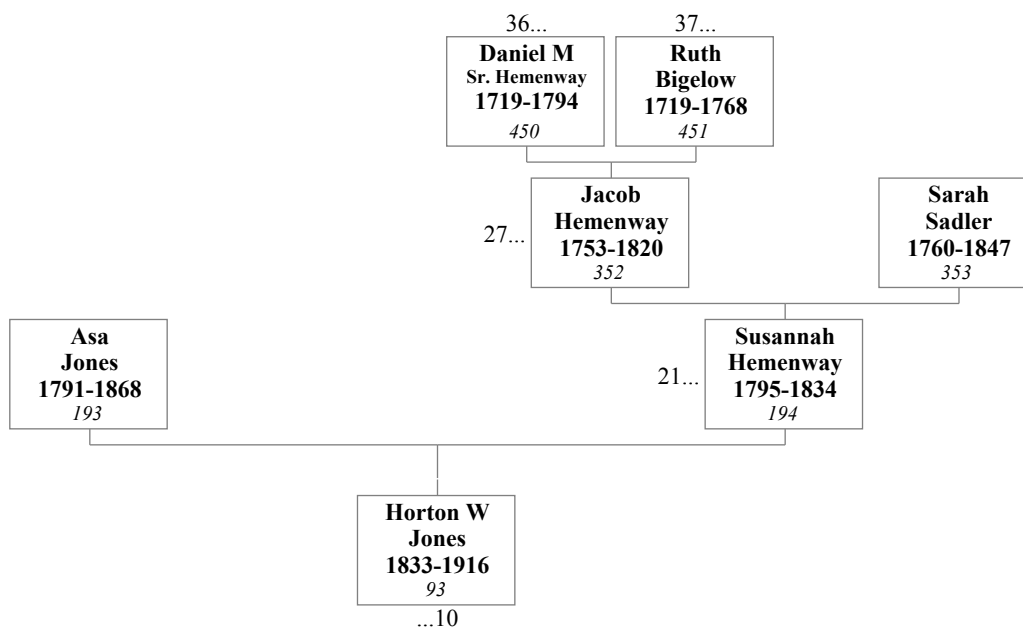 36...
37...
Daniel M
Sr. Hemenway
1719-1794
450
Ruth
Bigelow
1719-1768
451
27...
Jacob
Hemenway
1753-1820
352
Sarah
Sadler
1760-1847
353
Asa
Jones
1791-1868
193
21...
Susannah
Hemenway
1795-1834
194
Horton W
Jones
1833-1916
93
...10